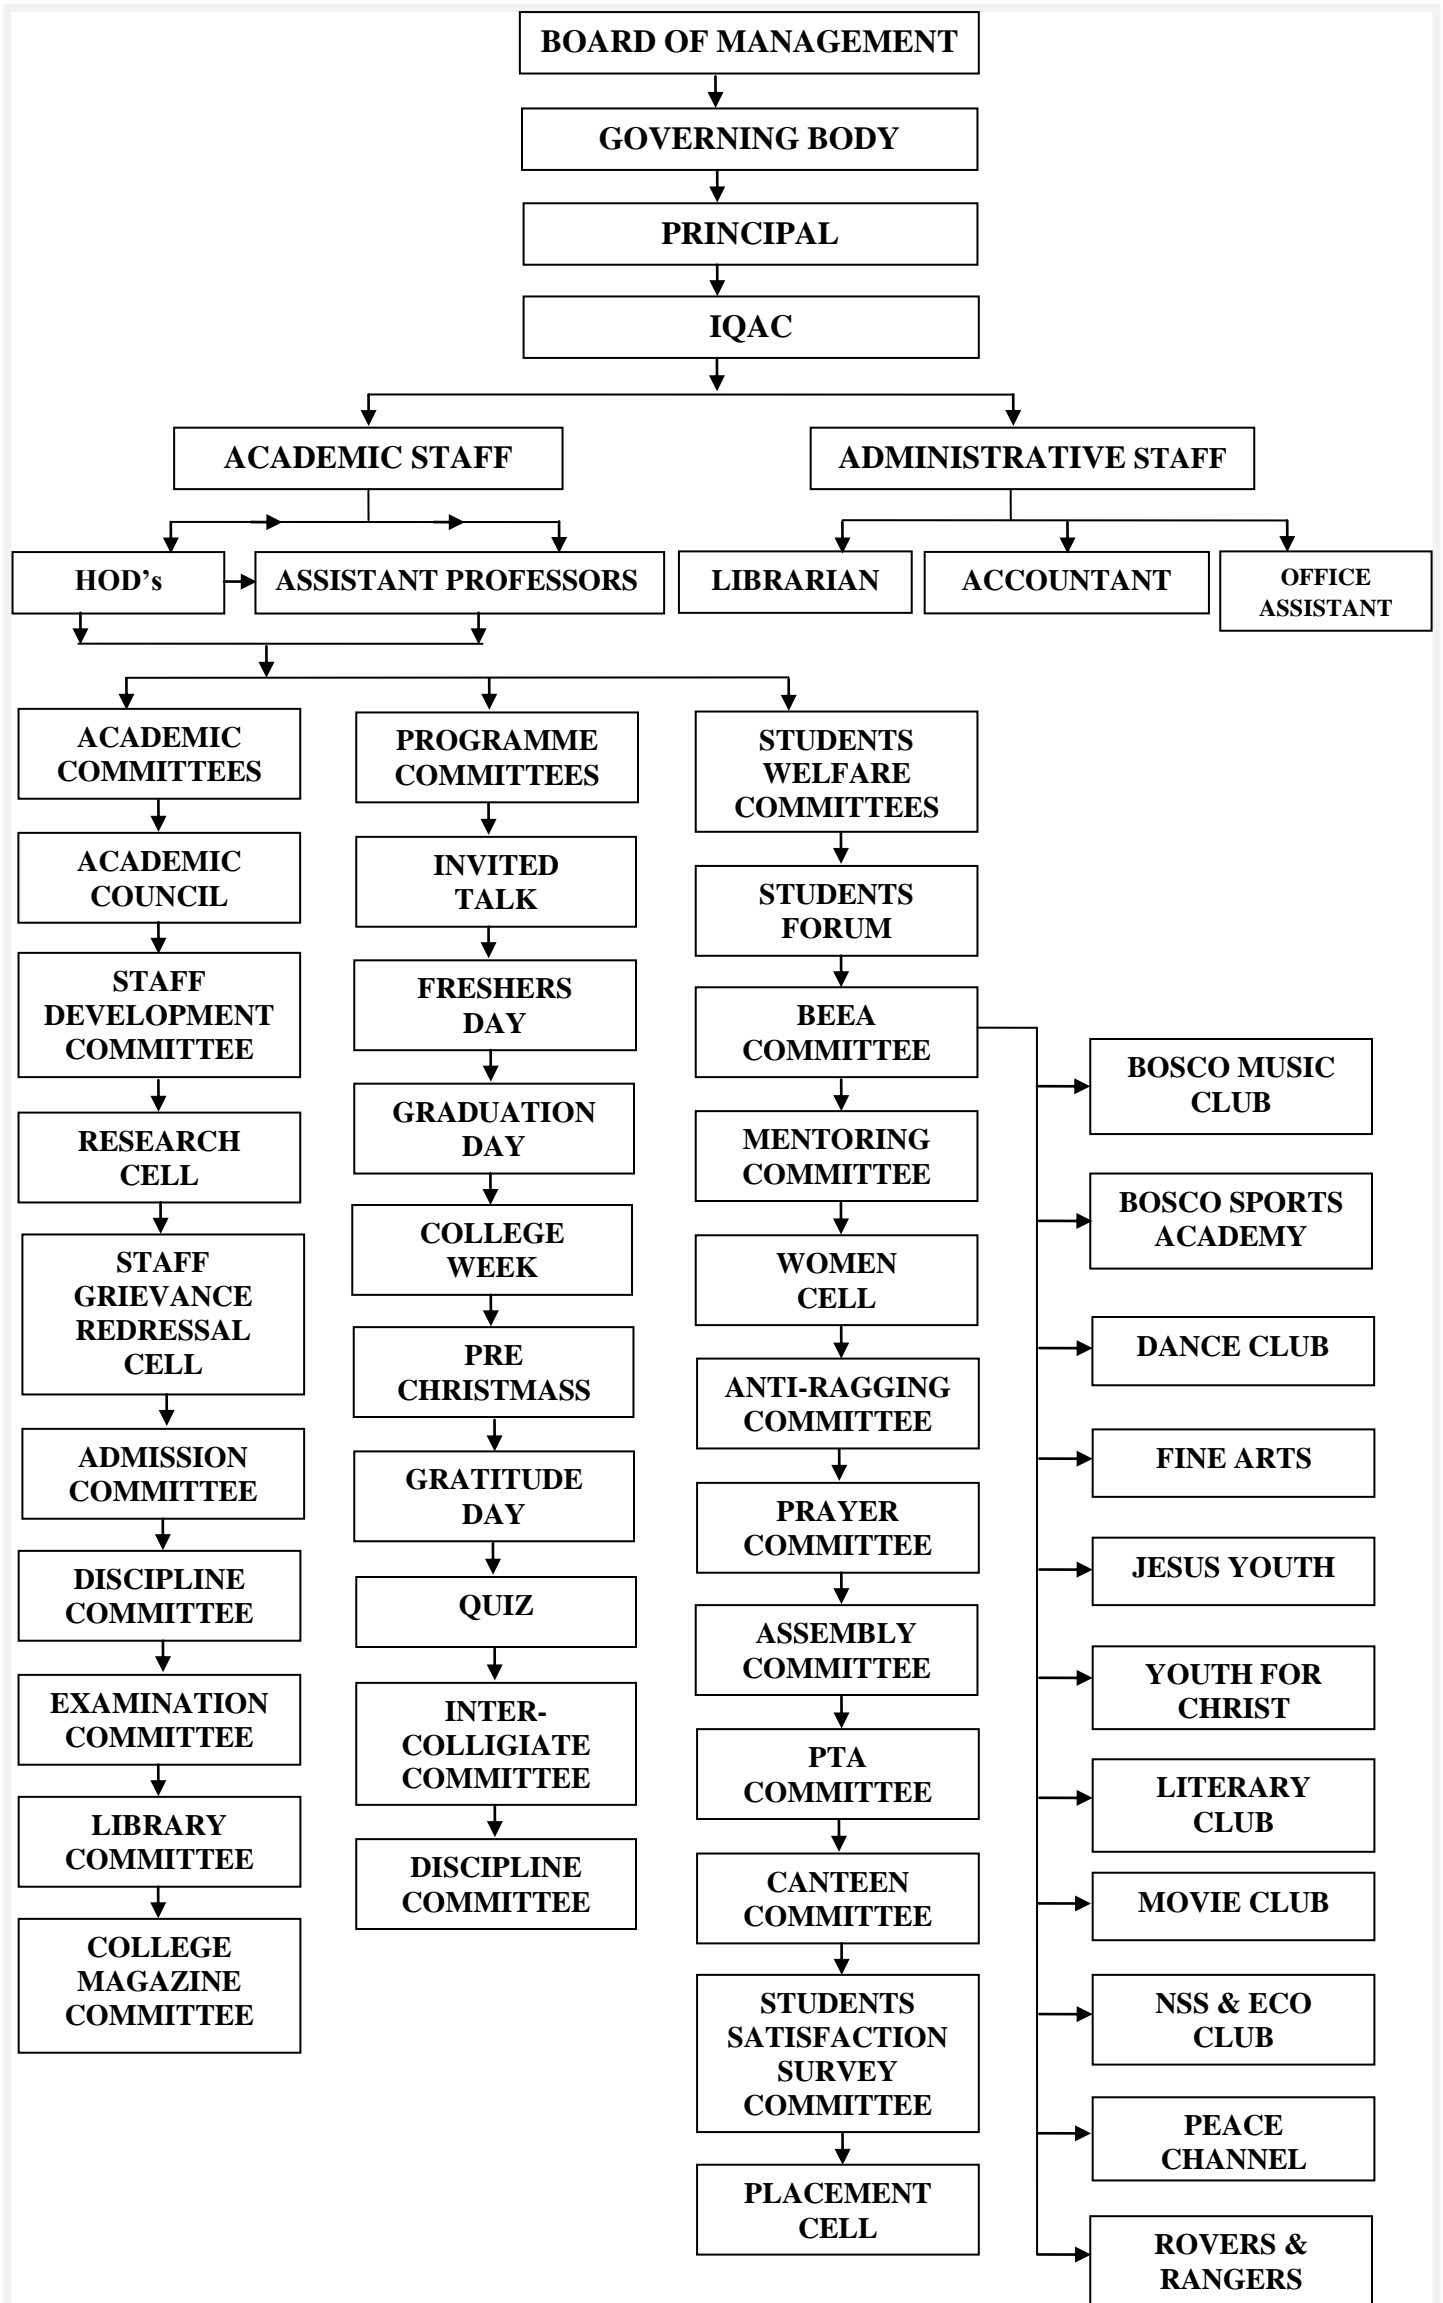 BOARD OF MANAGEMENT
GOVERNING BODY
PRINCIPAL
IQAC
ACADEMIC STAFF
ADMINISTRATIVE STAFF
HOD's
ASSISTANT PROFESSORS
LIBRARIAN
ACCOUNTANT
OFFICE
ASSISTANT
ACADEMIC
COMMITTEES
ACADEMIC
COUNCIL
STAFF
DEVELOPMENT
COMMITTEE
RESEARCH
CELL
STAFF
GRIEVANCE
REDRESSAL
CELL
ADMISSION
COMMITTEE
DISCIPLINE
COMMITTEE
EXAMINATION
COMMITTEE
LIBRARY
COMMITTEE
COLLEGE
MAGAZINE
COMMITTEE
PROGRAMME
COMMITTEES
INVITED
TALK
FRESHERS
DAY
GRADUATION
DAY
COLLEGE
WEEK
PRE
CHRISTMASS
GRATITUDE
DAY
QUIZ
INTER-
COLLIGIATE
COMMITTEE
DISCIPLINE
COMMITTEE
STUDENTS
WELFARE
COMMITTEES
STUDENTS
FORUM
BEEA
COMMITTEE
MENTORING
COMMITTEE
WOMEN
CELL
ANTI-RAGGING
COMMITTEE
PRAYER
COMMITTEE
ASSEMBLY
COMMITTEE
PTA
COMMITTEE
CANTEEN
COMMITTEE
STUDENTS
SATISFACTION
SURVEY
COMMITTEE
PLACEMENT
CELL
BOSCO MUSIC
CLUB
BOSCO SPORTS
ACADEMY
DANCE CLUB
FINE ARTS
JESUS YOUTH
YOUTH FOR
CHRIST
LITERARY
CLUB
MOVIE CLUB
NSS & ECO
CLUB
PEACE
CHANNEL
ROVERS &
RANGERS